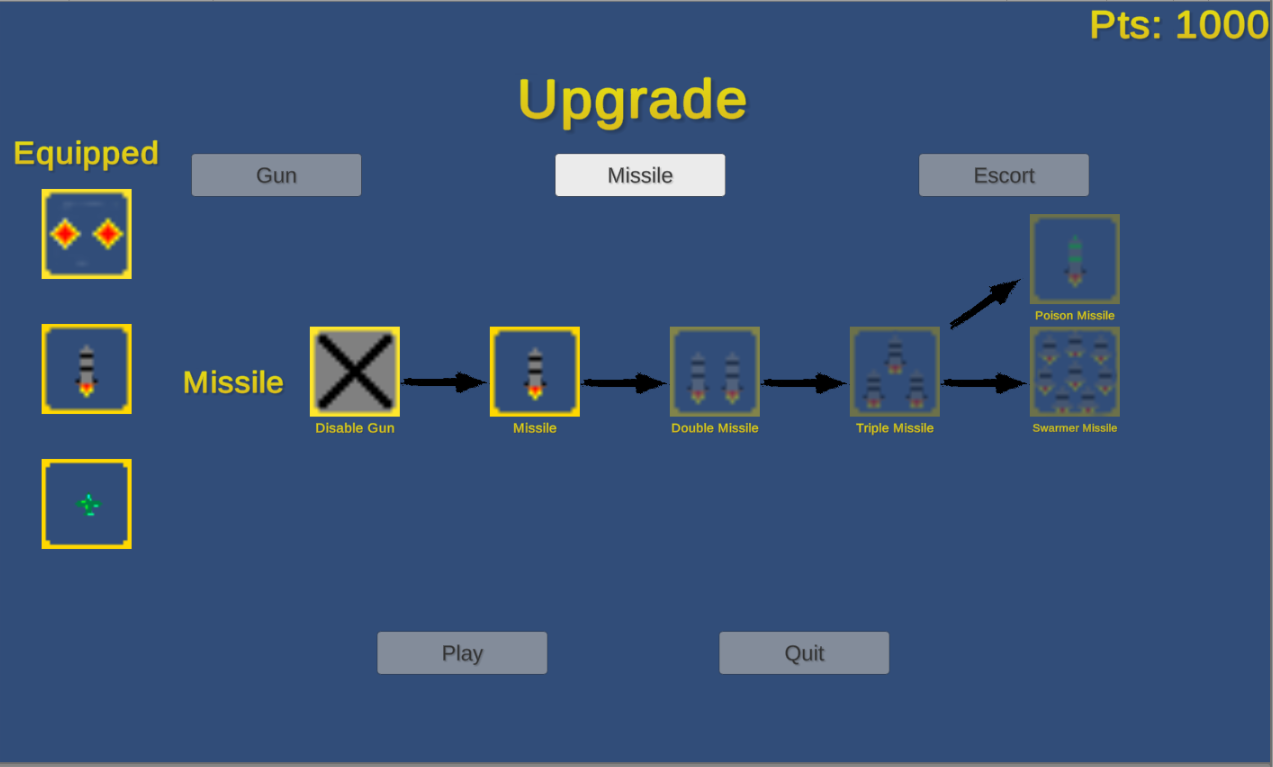 Pts: 1000
Upgrade
Equipped
Gun
Missile
Escort
Poison Missile
Missile
Disable Gun
Missile
Double Missile
Triple Missile
Swarmer Missile
Play
Quit